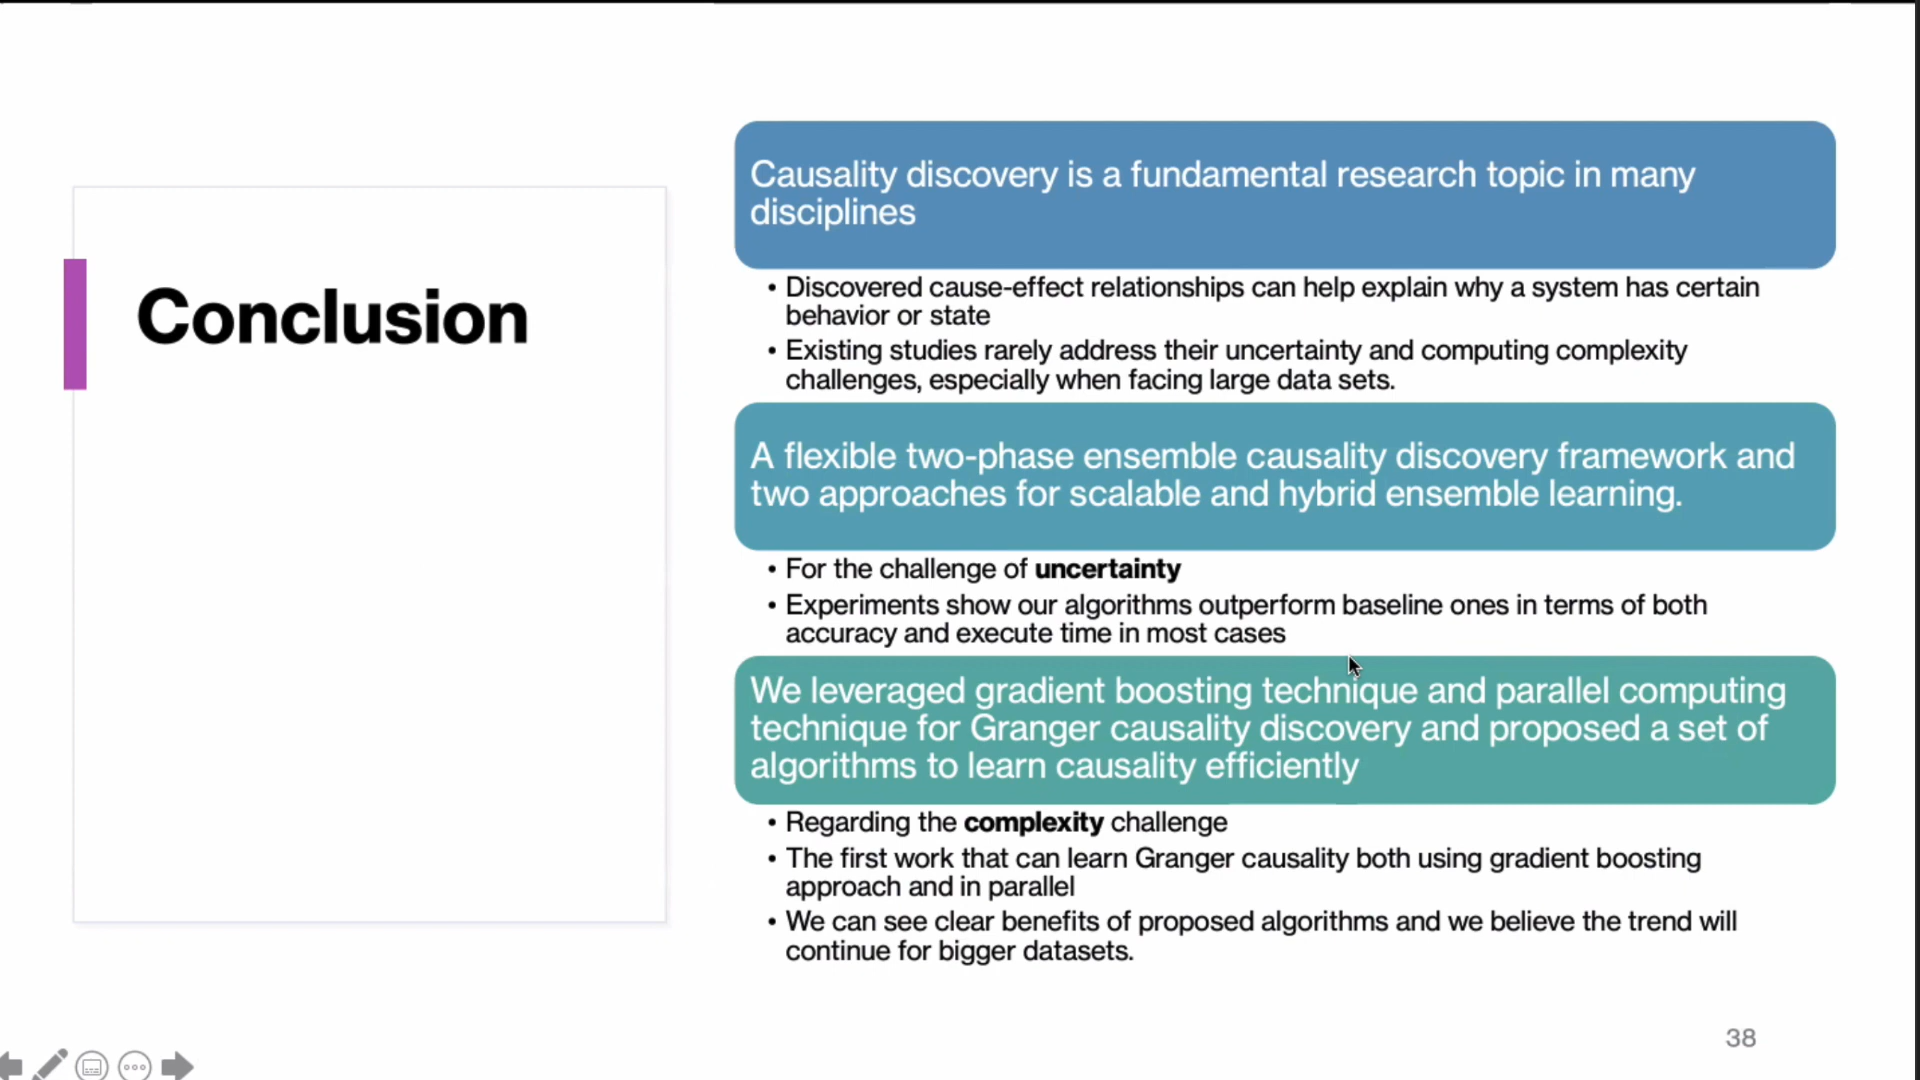 Conclusion
Causality discovery is a fundamental research topic in many
disciplines
• Discovered cause-effect relationships can help explain why a system has certain
behavior or state
• Existing studies rarely address their uncertainty and computing complexity
challenges, especially when facing large data sets.
A flexible two-phase ensemble causality discovery framework and
two approaches for scalable and hybrid ensemble learning.
• For the challenge of uncertainty
• Experiments show our algorithms outperform baseline ones in terms of both
accuracy and execute time in most cases
We leveraged gradient boosting technique and parallel computing
technique for Granger causality discovery and proposed a set of
algorithms to learn causality efficiently
• Regarding the complexity challenge
• The first work that can learn Granger causality both using gradient boosting
approach and in parallel
• We can see clear benefits of proposed algorithms and we believe the trend will
continue for bigger datasets.
38